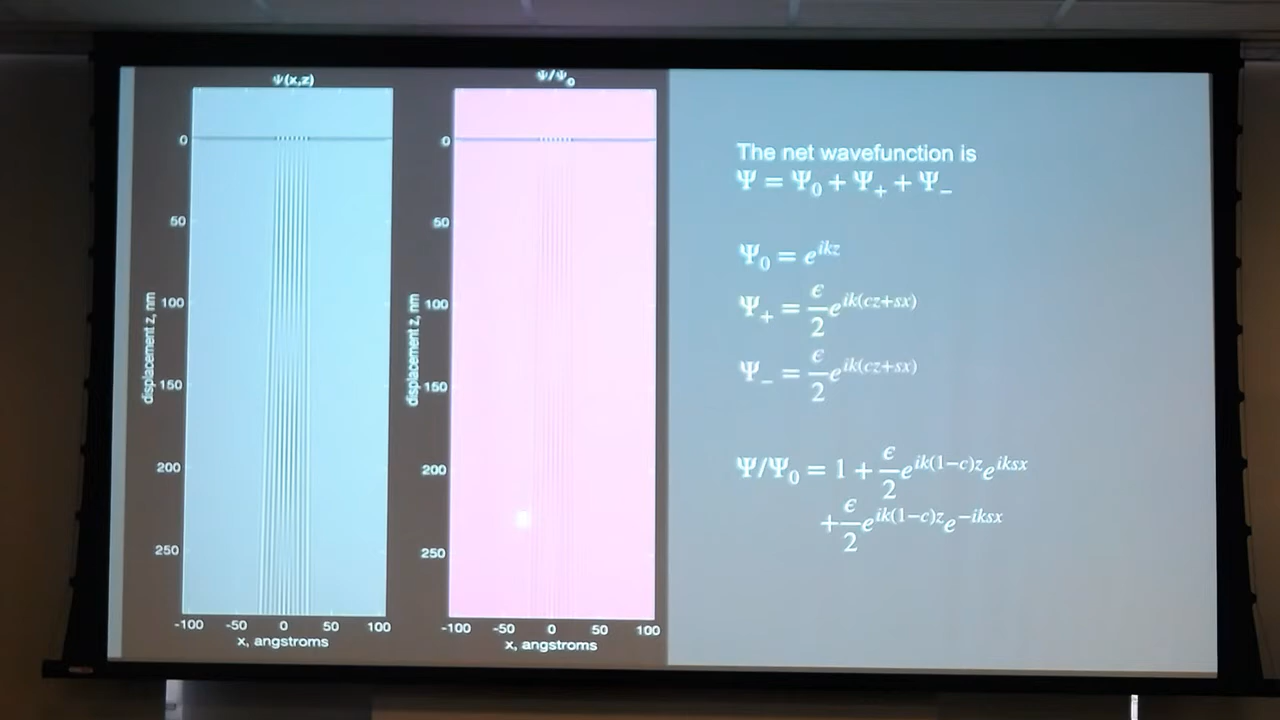 Ψ(x,z)
0
50
100
150
200
250
displacement z, nm
-100 -50 0 50 100
x, angstroms
Ψ/Ψ₀
0
50
100
150
200
250
displacement z, nm
-100 -50 0 50 100
x, angstroms
The net wavefunction is
Ψ = Ψ₀ + Ψ₊ + Ψ₋
Ψ₀ = e^{ikz}
Ψ₊ = ϵ/2 e^{ik(cz+sx)}
Ψ₋ = ϵ/2 e^{ik(cz+sx)}
Ψ/Ψ₀ = 1 + ϵ/2 e^{ik(1−c)z} e^{iksx}
+ ϵ/2 e^{ik(1−c)z} e^{−iksx}